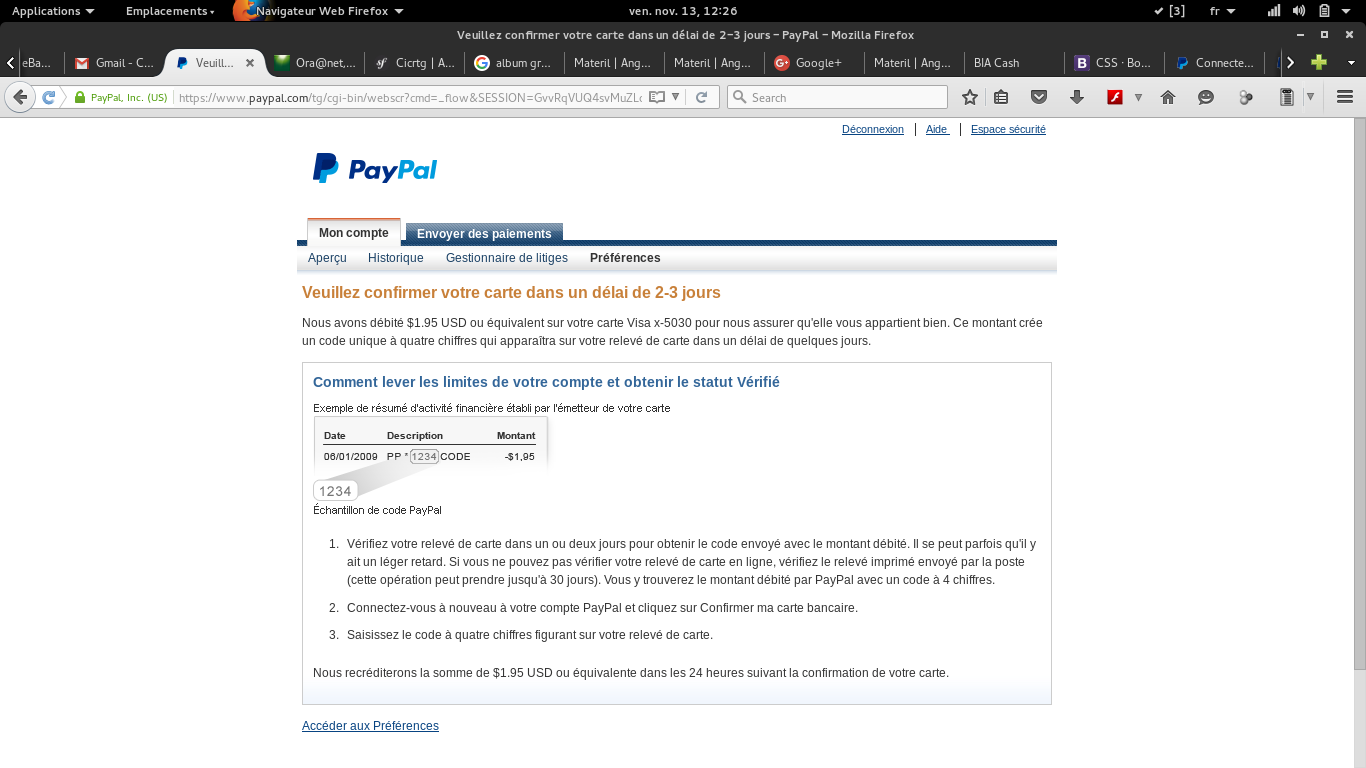 Applications
Emplacements
Navigateur Web Firefox
ven. nov. 13, 12:26
[3]
fr
Veuillez confirmer votre carte dans un délai de 2-3 jours - PayPal - Mozilla Firefox
eBa...
Gmail - C...
Veuill...
Ora@net,...
Cicrtg | A...
album gr...
Materil | Ang...
Materil | Ang...
Google+
Materil | Ang...
BIA Cash
CSS · Bo...
Connecte...
PayPal, Inc. (US)
https://www.paypal.com/tg/cgi-bin/webscr?cmd=_flow&SESSION=GvvRqVUQ4svMuZLc
Search
Déconnexion
Aide
Espace sécurité
PayPal
Mon compte
Envoyer des paiements
Aperçu
Historique
Gestionnaire de litiges
Préférences
Veuillez confirmer votre carte dans un délai de 2-3 jours
Nous avons débité $1.95 USD ou équivalent sur votre carte Visa x-5030 pour nous assurer qu'elle vous appartient bien. Ce montant crée
un code unique à quatre chiffres qui apparaîtra sur votre relevé de carte dans un délai de quelques jours.
Comment lever les limites de votre compte et obtenir le statut Vérifié
Exemple de résumé d'activité financière établi par l'émetteur de votre carte
Date Description Montant
06/01/2009 PP * 1234 CODE -$1,95
1234
Échantillon de code PayPal
1. Vérifiez votre relevé de carte dans un ou deux jours pour obtenir le code envoyé avec le montant débité. Il se peut parfois qu'il y
ait un léger retard. Si vous ne pouvez pas vérifier votre relevé de carte en ligne, vérifiez le relevé imprimé envoyé par la poste
(cette opération peut prendre jusqu'à 30 jours). Vous y trouverez le montant débité par PayPal avec un code à 4 chiffres.
2. Connectez-vous à nouveau à votre compte PayPal et cliquez sur Confirmer ma carte bancaire.
3. Saisissez le code à quatre chiffres figurant sur votre relevé de carte.
Nous recréditerons la somme de $1.95 USD ou équivalente dans les 24 heures suivant la confirmation de votre carte.
Accéder aux Préférences